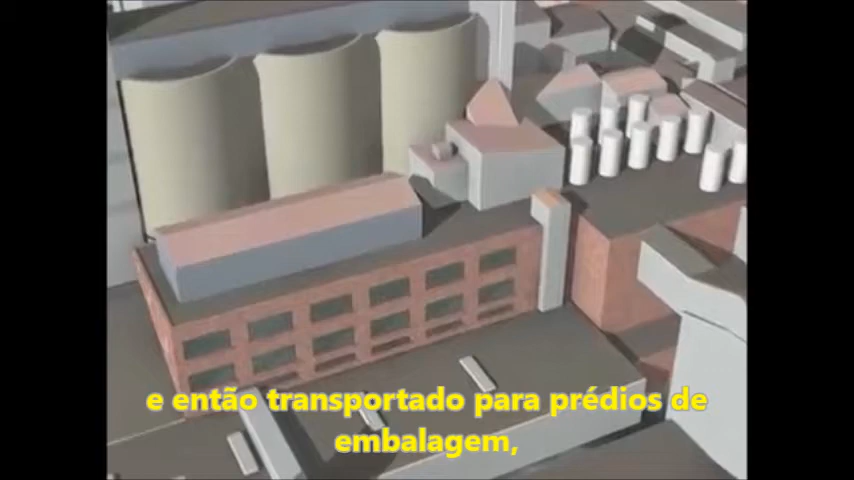 e então transportado para prédios de
embalagem,